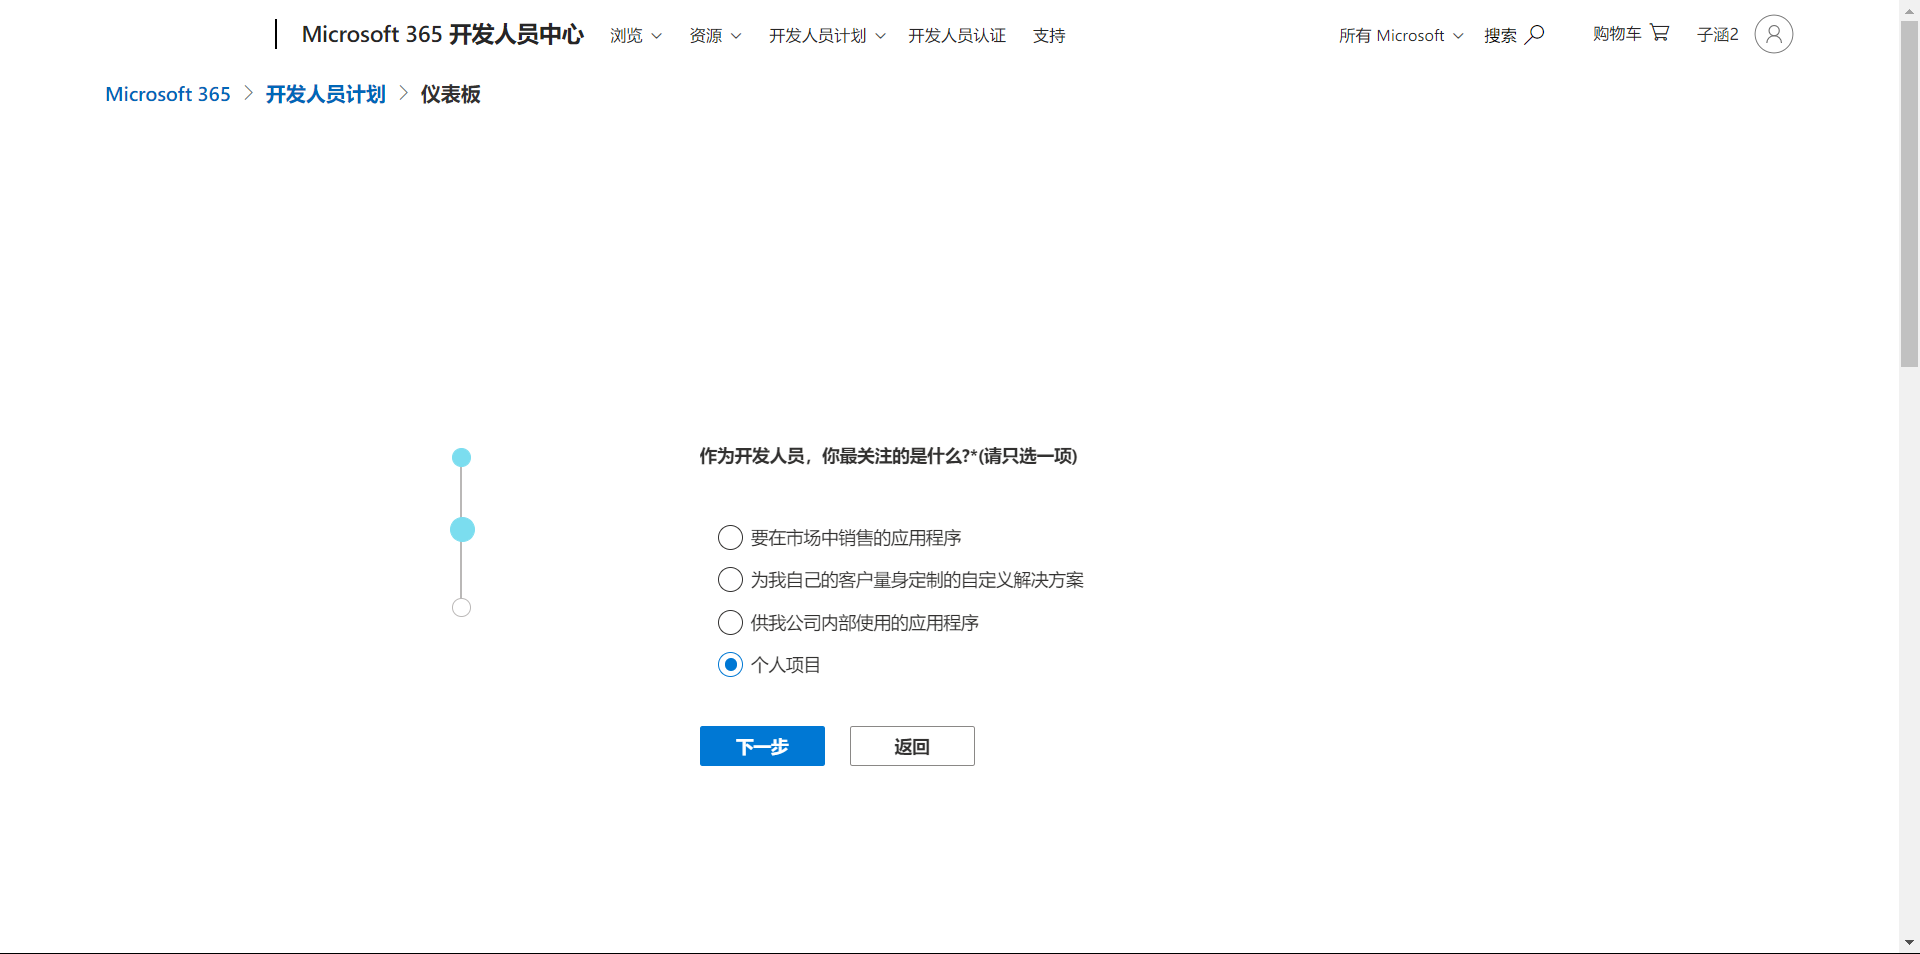 Microsoft 365 开发人员中心 浏览 资源 开发人员计划 开发人员认证 支持 所有 Microsoft 搜索 购物车 子涵2
Microsoft 365 > 开发人员计划 > 仪表板
作为开发人员，你最关注的是什么?*(请只选一项)
要在市场中销售的应用程序
为我自己的客户量身定制的自定义解决方案
供我公司内部使用的应用程序
个人项目
下一步 返回